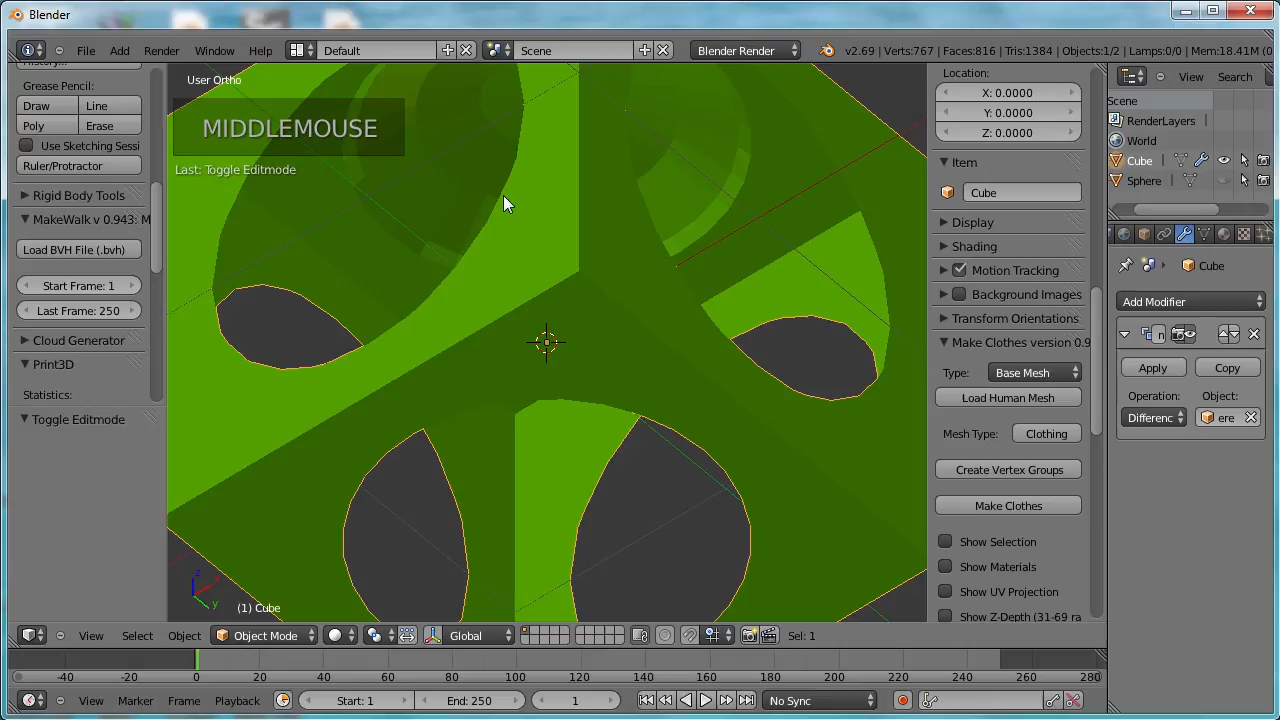 Blender
File Add Render Window Help Default Scene Blender Render v2.69 | Verts:767 | Faces:816 | Tris:1384 | Objects:1/2 | Lamps:0/0 | Mem:18.41M
User Ortho
MIDDLEMOUSE
Last: Toggle Editmode
Grease Pencil:
Draw Line
Poly Erase
Use Sketching Sessi
Ruler/Protractor
Rigid Body Tools
MakeWalk v 0.943: M
Load BVH File (.bvh)
Start Frame: 1
Last Frame: 250
Cloud Generator
Print3D
Statistics:
Toggle Editmode
z
x
y
(1) Cube
Location:
X: 0.0000
Y: 0.0000
Z: 0.0000
Item
Cube
Display
Shading
Motion Tracking
Background Images
Transform Orientations
Make Clothes version 0.9
Type: Base Mesh
Load Human Mesh
Mesh Type: Clothing
Create Vertex Groups
Make Clothes
Show Selection
Show Materials
Show UV Projection
Show Z-Depth (31-69 ra
View Search
Scene
RenderLayers
World
Cube
Sphere
Cube
Add Modifier
Apply Copy
Operation: Object:
Differenc ere
View Select Object Object Mode Global Sel: 1
-40 -20 0 20 40 60 80 100 120 140 160 180 200 220 240 260 280
View Marker Frame Playback Start: 1 End: 250 1 No Sync